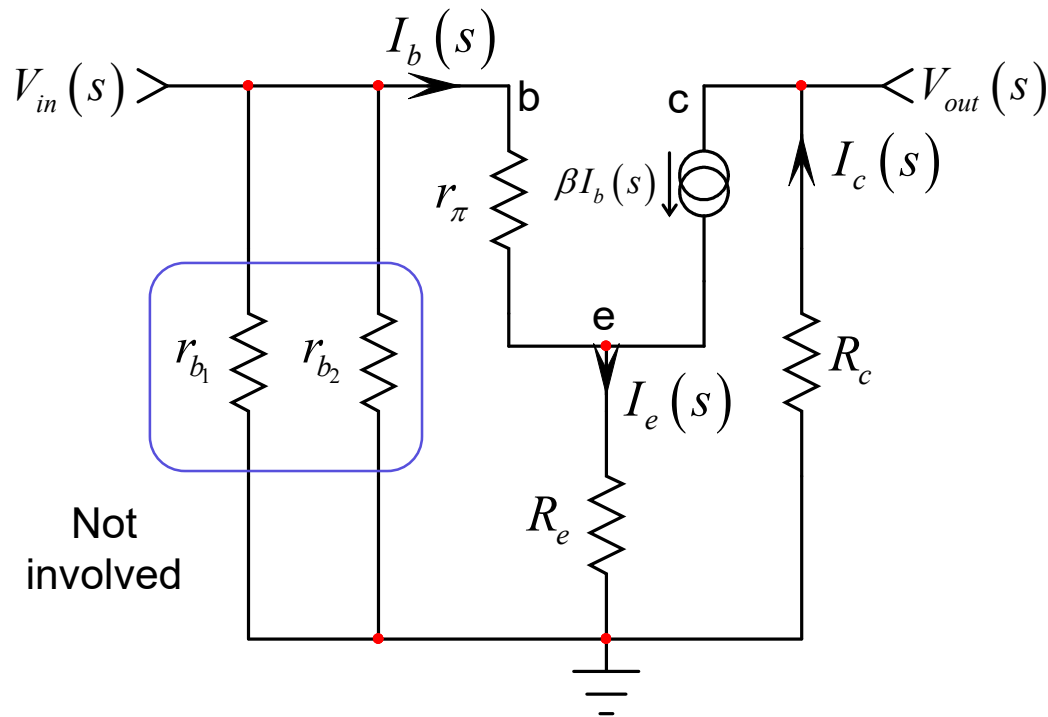 I_b(s)
V_in(s)
b
c
V_out(s)
r_π
βI_b(s)
I_c(s)
e
r_b1
r_b2
I_e(s)
R_c
R_e
Not
involved